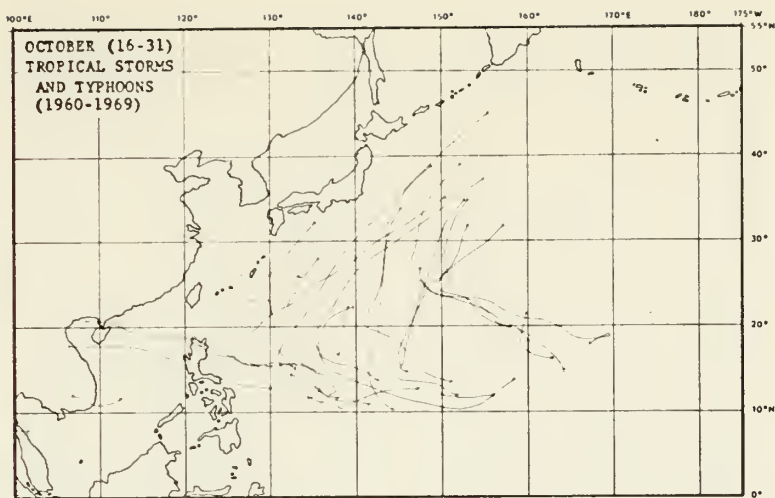 100°E 110° 120° 130° 140° 150° 160° 170°E 175°W
55°N
OCTOBER (16-31)
TROPICAL STORMS
AND TYPHOONS
(1960-1969)
50°
40°
30°
20°
10°N
0°